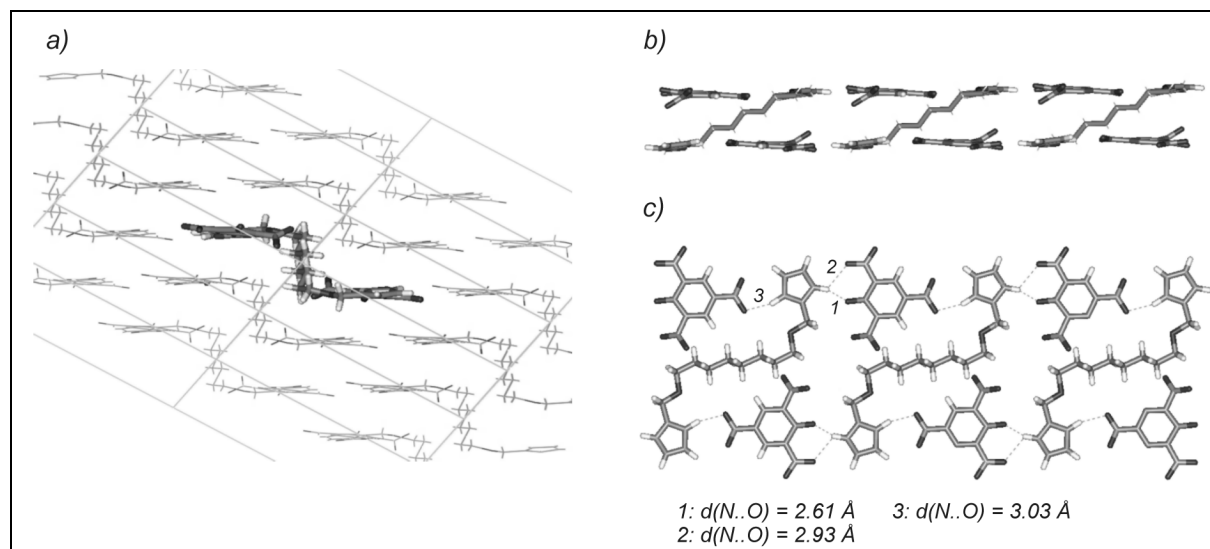 a)
b)
c)
2
3
1
1: d(N..O) = 2.61 Å 3: d(N..O) = 3.03 Å
2: d(N..O) = 2.93 Å